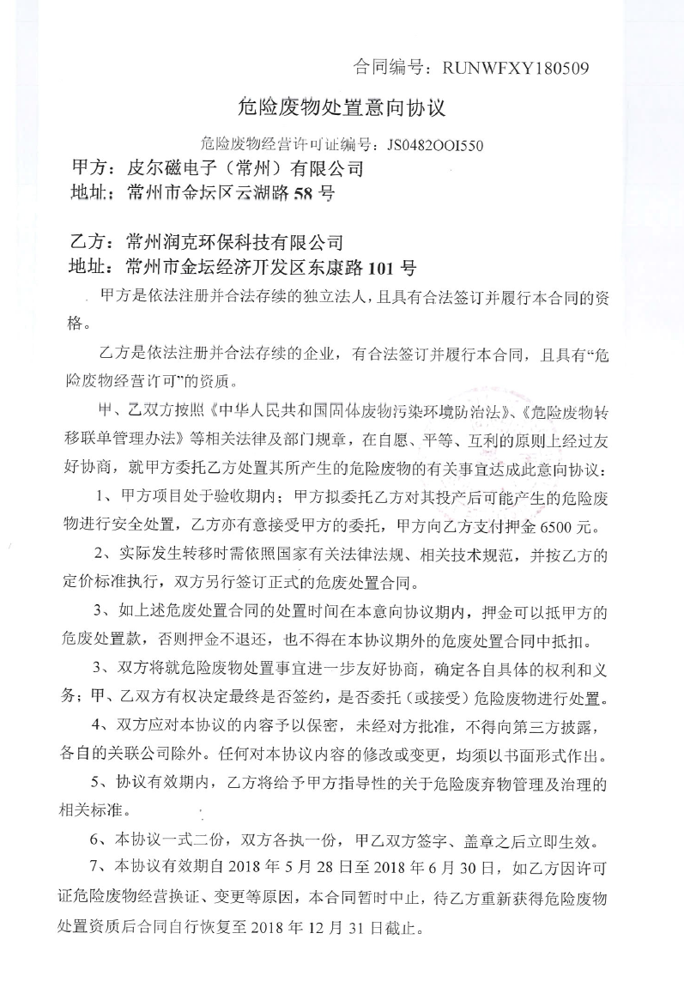 合同编号：RUNWFXY180509
危险废物处置意向协议
危险废物经营许可证编号：JS0482OOI550
甲方：皮尔磁电子（常州）有限公司
地址：常州市金坛区云湖路 58 号
乙方：常州润克环保科技有限公司
地址：常州市金坛经济开发区东康路 101 号
甲方是依法注册并合法存续的独立法人，且具有合法签订并履行本合同的资
格。
乙方是依法注册并合法存续的企业，有合法签订并履行本合同，且具有“危
险废物经营许可”的资质。
甲、乙双方按照《中华人民共和国固体废物污染环境防治法》、《危险废物转
移联单管理办法》等相关法律及部门规章，在自愿、平等、互利的原则上经过友
好协商，就甲方委托乙方处置其所产生的危险废物的有关事宜达成此意向协议：
1、甲方项目处于验收期内；甲方拟委托乙方对其投产后可能产生的危险废
物进行安全处置，乙方亦有意接受甲方的委托，甲方向乙方支付押金 6500 元。
2、实际发生转移时需依照国家有关法律法规、相关技术规范，并按乙方的
定价标准执行，双方另行签订正式的危废处置合同。
3、如上述危废处置合同的处置时间在本意向协议期内，押金可以抵甲方的
危废处置款，否则押金不退还，也不得在本协议期外的危废处置合同中抵扣。
3、双方将就危险废物处置事宜进一步友好协商，确定各自具体的权利和义
务；甲、乙双方有权决定最终是否签约，是否委托（或接受）危险废物进行处置。
4、双方应对本协议的内容予以保密，未经对方批准，不得向第三方披露，
各自的关联公司除外。任何对本协议内容的修改或变更，均须以书面形式作出。
5、协议有效期内，乙方将给予甲方指导性的关于危险废弃物管理及治理的
相关标准。
6、本协议一式二份，双方各执一份，甲乙双方签字、盖章之后立即生效。
7、本协议有效期自 2018 年 5 月 28 日至 2018 年 6 月 30 日，如乙方因许可
证危险废物经营换证、变更等原因，本合同暂时中止，待乙方重新获得危险废物
处置资质后合同自行恢复至 2018 年 12 月 31 日截止。